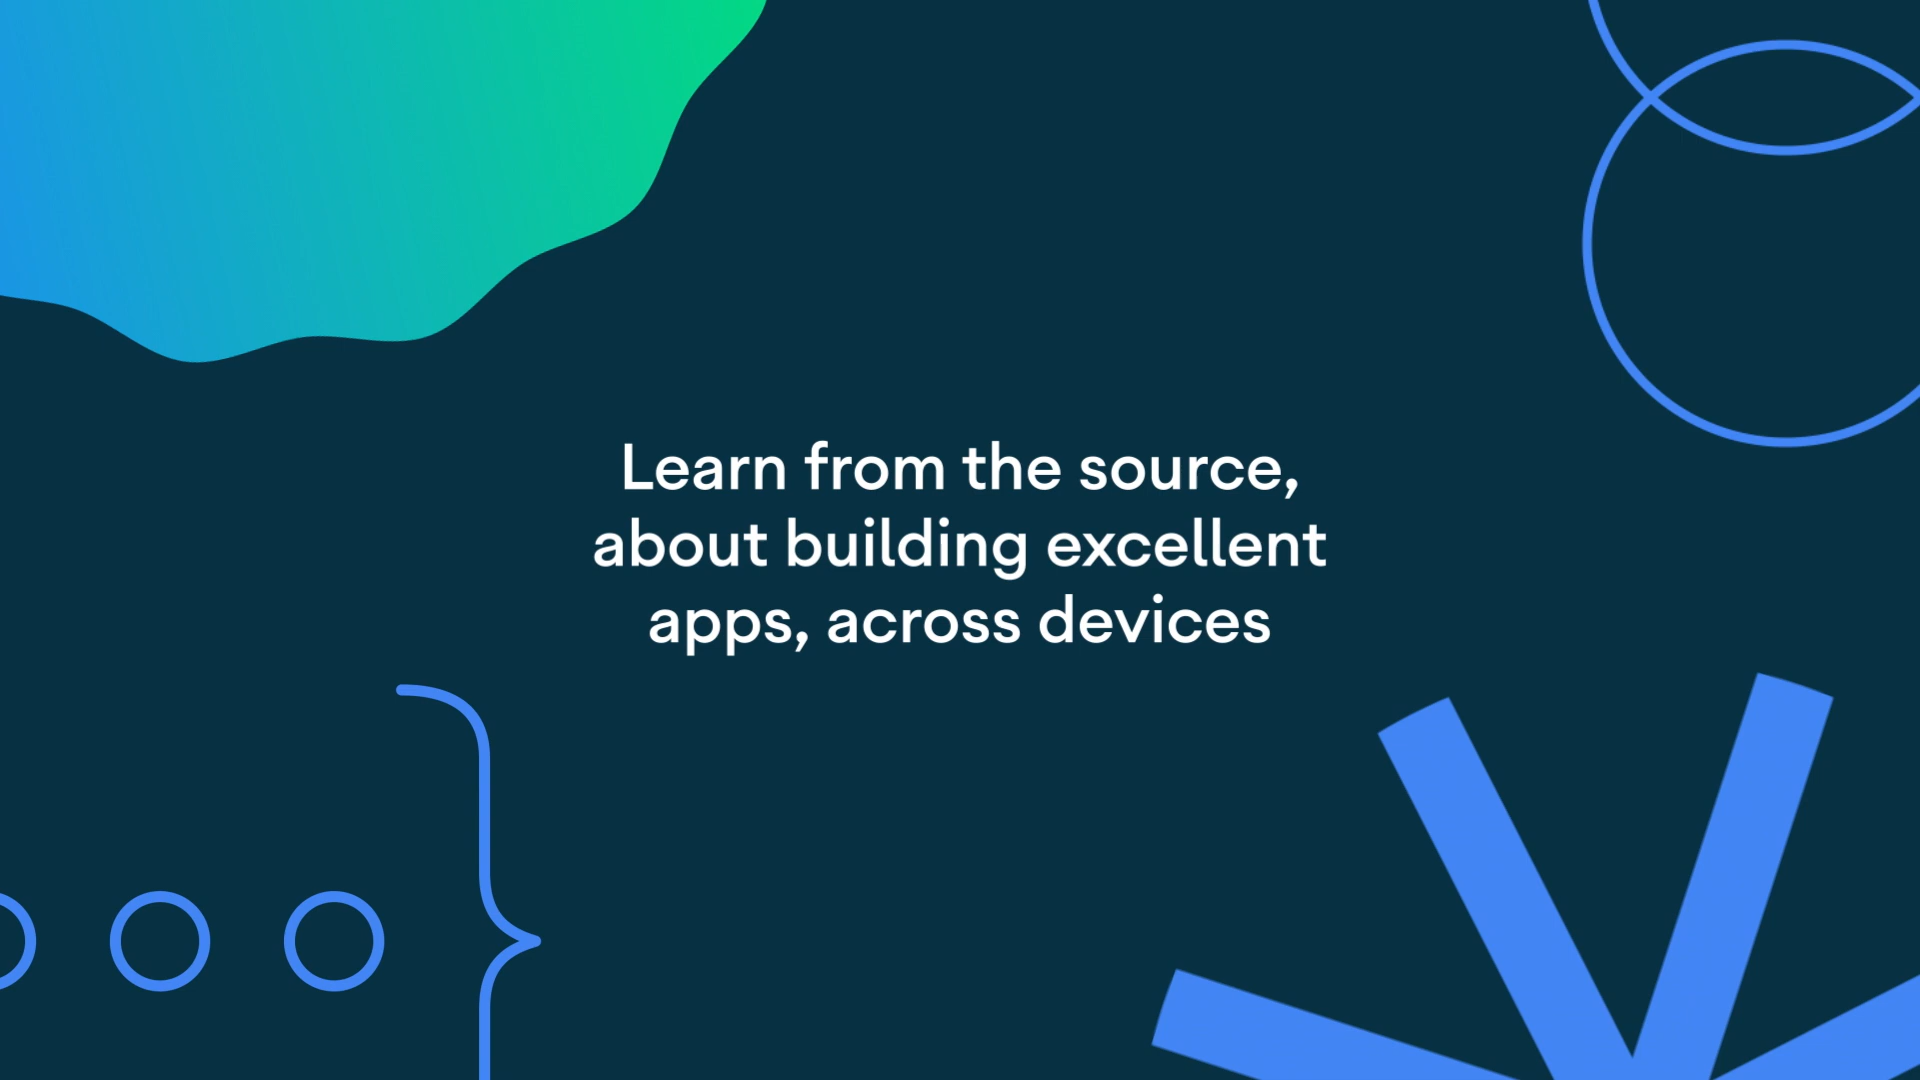 Learn from the source,
about building excellent
apps, across devices